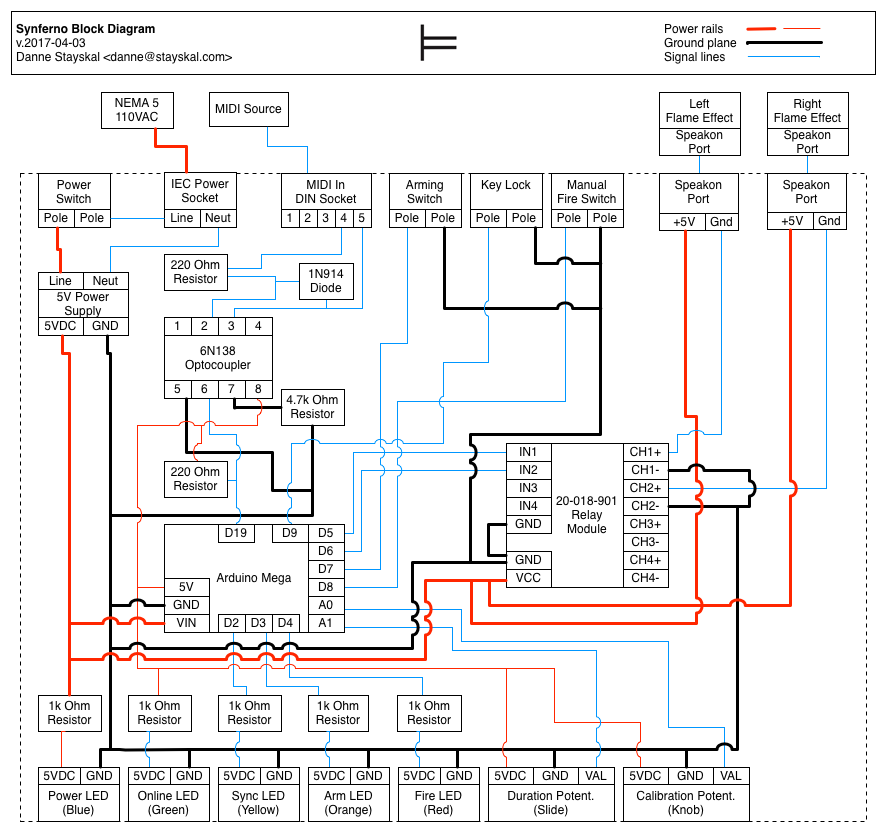 Synferno Block Diagram
v.2017-04-03
Danne Stayskal <danne@stayskal.com>
Power rails
Ground plane
Signal lines
NEMA 5
110VAC
MIDI Source
Left
Flame Effect
Speakon
Port
Right
Flame Effect
Speakon
Port
Power
Switch
Pole Pole
IEC Power
Socket
Line Neut
MIDI In
DIN Socket
1 2 3 4 5
Arming
Switch
Pole Pole
Key Lock
Pole Pole
Manual
Fire Switch
Pole Pole
Speakon
Port
+5V Gnd
Speakon
Port
+5V Gnd
220 Ohm
Resistor
1N914
Diode
Line Neut
5V Power
Supply
5VDC GND
1 2 3 4
6N138
Optocoupler
5 6 7 8
4.7k Ohm
Resistor
220 Ohm
Resistor
IN1
IN2
IN3
IN4
GND
GND
VCC
20-018-901
Relay
Module
CH1+
CH1-
CH2+
CH2-
CH3+
CH3-
CH4+
CH4-
D19 D9 D5
D6
D7
D8
A0
A1
Arduino Mega
5V
GND
VIN
D2 D3 D4
1k Ohm
Resistor
1k Ohm
Resistor
1k Ohm
Resistor
1k Ohm
Resistor
1k Ohm
Resistor
5VDC GND
Power LED
(Blue)
5VDC GND
Online LED
(Green)
5VDC GND
Sync LED
(Yellow)
5VDC GND
Arm LED
(Orange)
5VDC GND
Fire LED
(Red)
5VDC GND VAL
Duration Potent.
(Slide)
5VDC GND VAL
Calibration Potent.
(Knob)